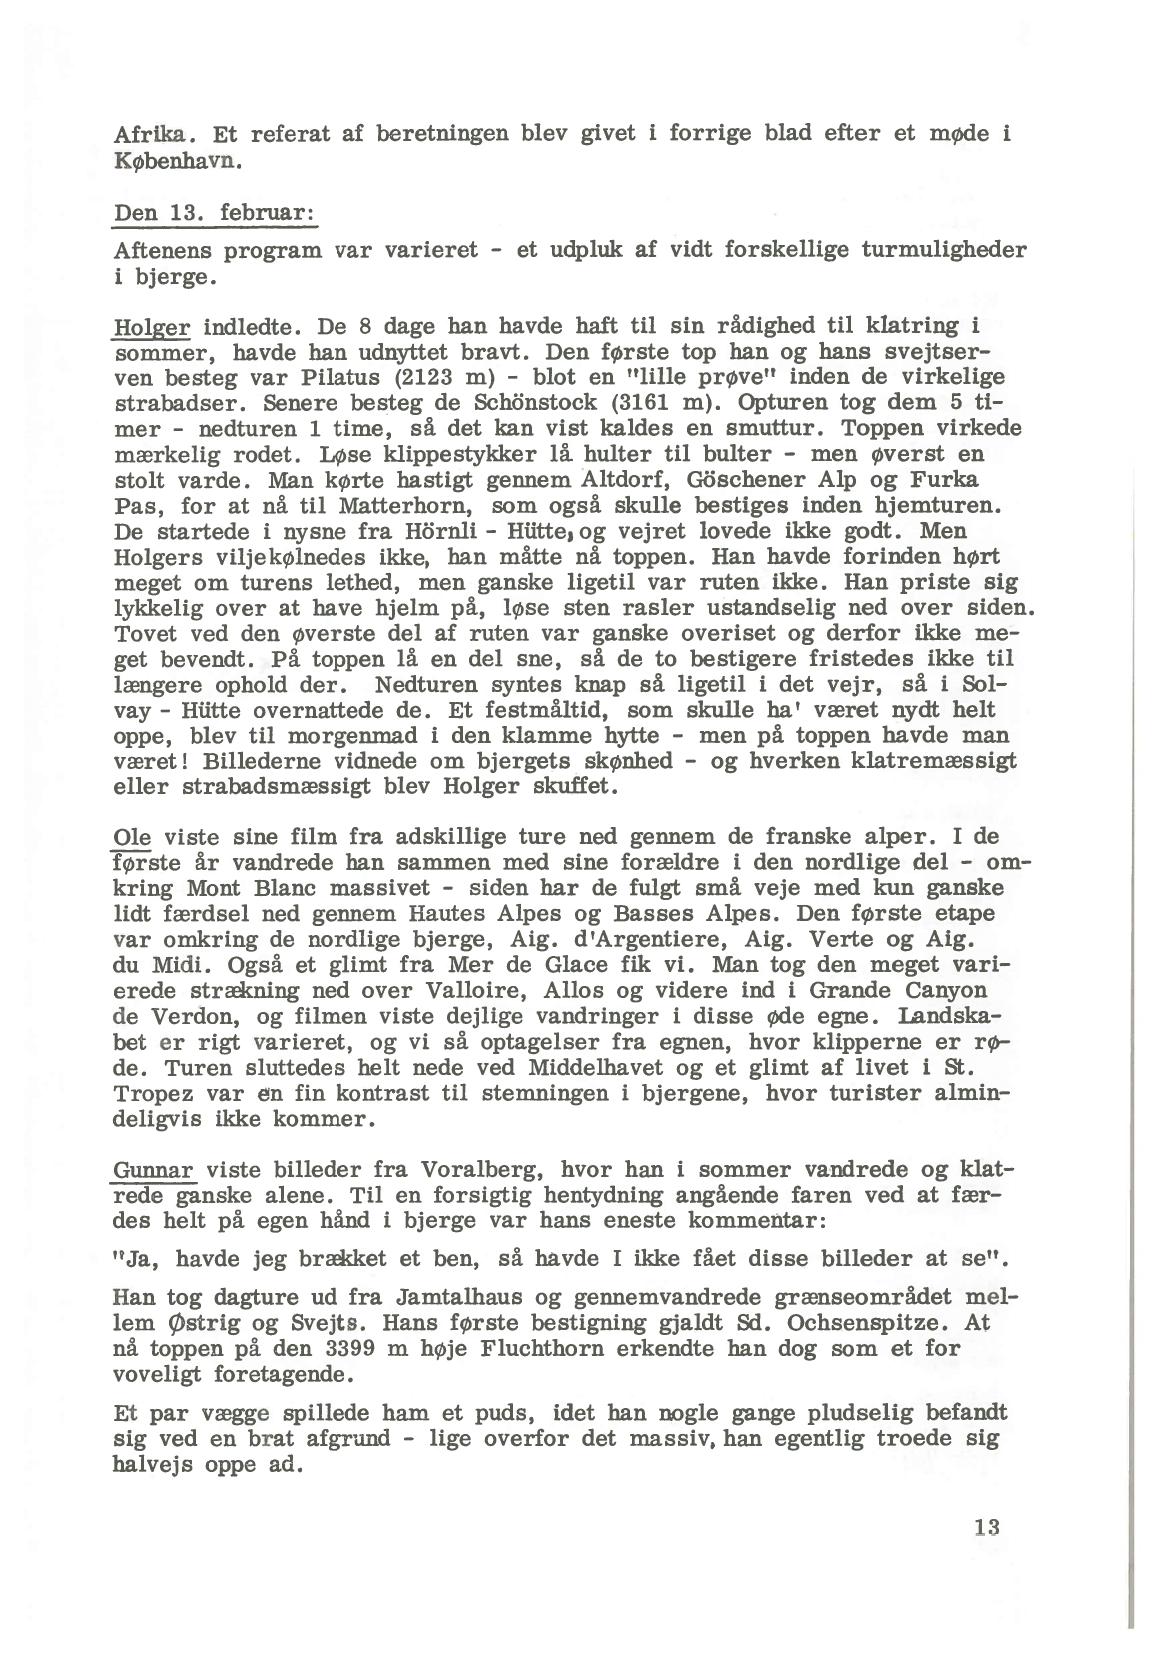 Afrika. Et referat af beretningen blev givet i forrige blad efter et møde i
København.
Den 13. februar:
Aftenens program var varieret - et udpluk af vidt forskellige turmuligheder
i bjerge.
Holger indledte. De 8 dage han havde haft til sin rådighed til klatring i
sommer, havde han udnyttet bravt. Den første top han og hans svejtser-
ven besteg var Pilatus (2123 m) - blot en "lille prøve" inden de virkelige
strabadser. Senere besteg de Schönstock (3161 m). Opturen tog dem 5 ti-
mer - nedturen 1 time, så det kan vist kaldes en smuttur. Toppen virkede
mærkelig rodet. Løse klippestykker lå hulter til bulter - men øverst en
stolt varde. Man kørte hastigt gennem Altdorf, Göschener Alp og Furka
Pas, for at nå til Matterhorn, som også skulle bestiges inden hjemturen.
De startede i nysne fra Hörnli - Hütte, og vejret lovede ikke godt. Men
Holgers viljekølnedes ikke, han måtte nå toppen. Han havde forinden hørt
meget om turens lethed, men ganske ligetil var ruten ikke. Han priste sig
lykkelig over at have hjelm på, løse sten rasler ustandselig ned over siden.
Tovet ved den øverste del af ruten var ganske overiset og derfor ikke me-
get bevendt. På toppen lå en del sne, så de to bestigere fristedes ikke til
længere ophold der. Nedturen syntes knap så ligetil i det vejr, så i Sol-
vay - Hütte overnattede de. Et festmåltid, som skulle ha' været nydt helt
oppe, blev til morgenmad i den klamme hytte - men på toppen havde man
været! Billederne vidnede om bjergets skønhed - og hverken klatremæssigt
eller strabadsmæssigt blev Holger skuffet.
Ole viste sine film fra adskillige ture ned gennem de franske alper. I de
første år vandrede han sammen med sine forældre i den nordlige del - om-
kring Mont Blanc massivet - siden har de fulgt små veje med kun ganske
lidt færdsel ned gennem Hautes Alpes og Basses Alpes. Den første etape
var omkring de nordlige bjerge, Aig. d'Argentiere, Aig. Verte og Aig.
du Midi. Også et glimt fra Mer de Glace fik vi. Man tog den meget vari-
erede strækning ned over Valloire, Allos og videre ind i Grande Canyon
de Verdon, og filmen viste dejlige vandringer i disse øde egne. Landska-
bet er rigt varieret, og vi så optagelser fra egnen, hvor klipperne er rø-
de. Turen sluttedes helt nede ved Middelhavet og et glimt af livet i St.
Tropez var en fin kontrast til stemningen i bjergene, hvor turister almin-
deligvis ikke kommer.
Gunnar viste billeder fra Voralberg, hvor han i sommer vandrede og klat-
rede ganske alene. Til en forsigtig hentydning angående faren ved at fær-
des helt på egen hånd i bjerge var hans eneste kommentar:
"Ja, havde jeg brækket et ben, så havde I ikke fået disse billeder at se".
Han tog dagture ud fra Jamtalhaus og gennemvandrede grænseområdet mel-
lem Østrig og Svejts. Hans første bestigning gjaldt Sd. Ochsenspitze. At
nå toppen på den 3399 m høje Fluchthorn erkendte han dog som et for
voveligt foretagende.
Et par vægge spillede ham et puds, idet han nogle gange pludselig befandt
sig ved en brat afgrund - lige overfor det massiv, han egentlig troede sig
halvejs oppe ad.
13